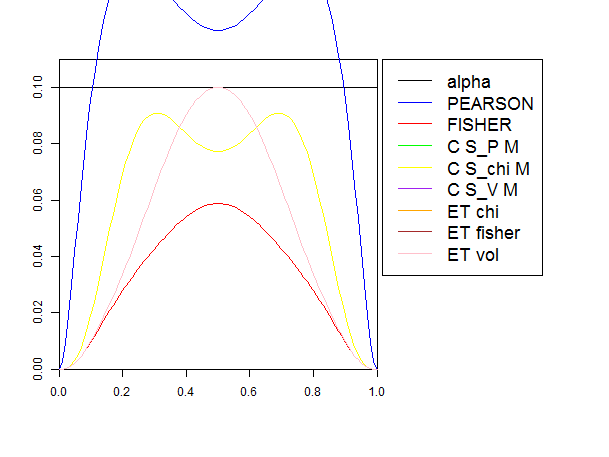 0.10
0.08
0.06
0.04
0.02
0.00
0.0 0.2 0.4 0.6 0.8 1.0
alpha
PEARSON
FISHER
C S_P M
C S_chi M
C S_V M
ET chi
ET fisher
ET vol